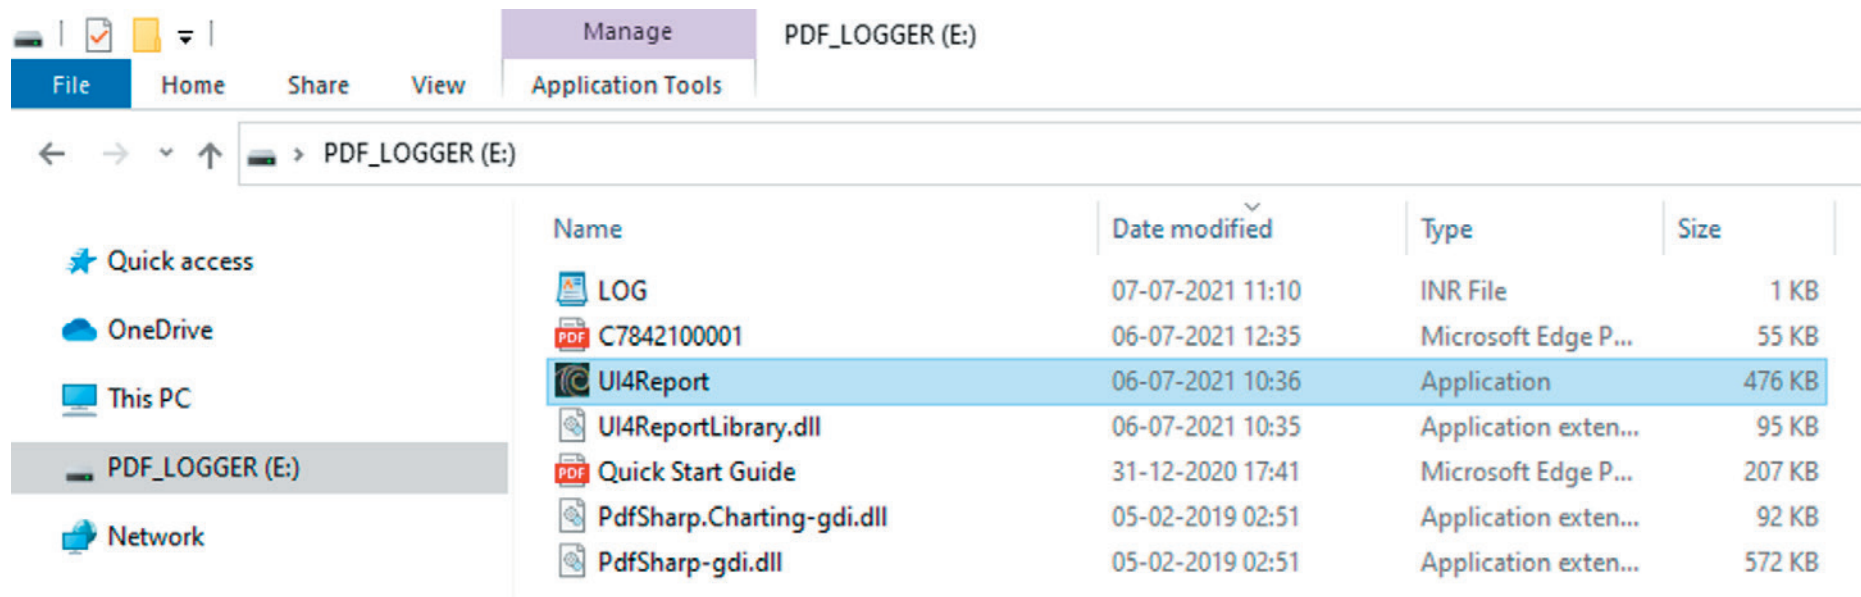 Manage PDF_LOGGER (E:)
File Home Share View Application Tools
PDF_LOGGER (E:)
Name Date modified Type Size
Quick access
OneDrive
This PC
PDF_LOGGER (E:)
Network
LOG 07-07-2021 11:10 INR File 1 KB
PDF C7842100001 06-07-2021 12:35 Microsoft Edge P... 55 KB
UI4Report 06-07-2021 10:36 Application 476 KB
UI4ReportLibrary.dll 06-07-2021 10:35 Application exten... 95 KB
PDF Quick Start Guide 31-12-2020 17:41 Microsoft Edge P... 207 KB
PdfSharp.Charting-gdi.dll 05-02-2019 02:51 Application exten... 92 KB
PdfSharp-gdi.dll 05-02-2019 02:51 Application exten... 572 KB